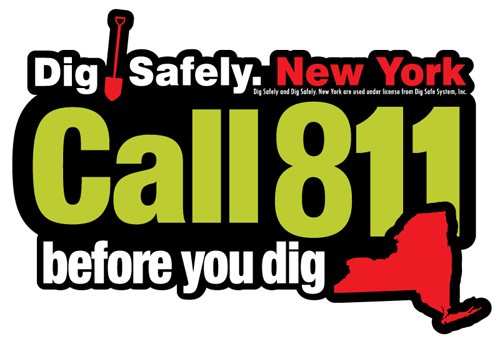 Dig Safely. New York
Dig Safely and Dig Safely. New York are used under license from Dig Safe System, Inc.
Call 811
before you dig